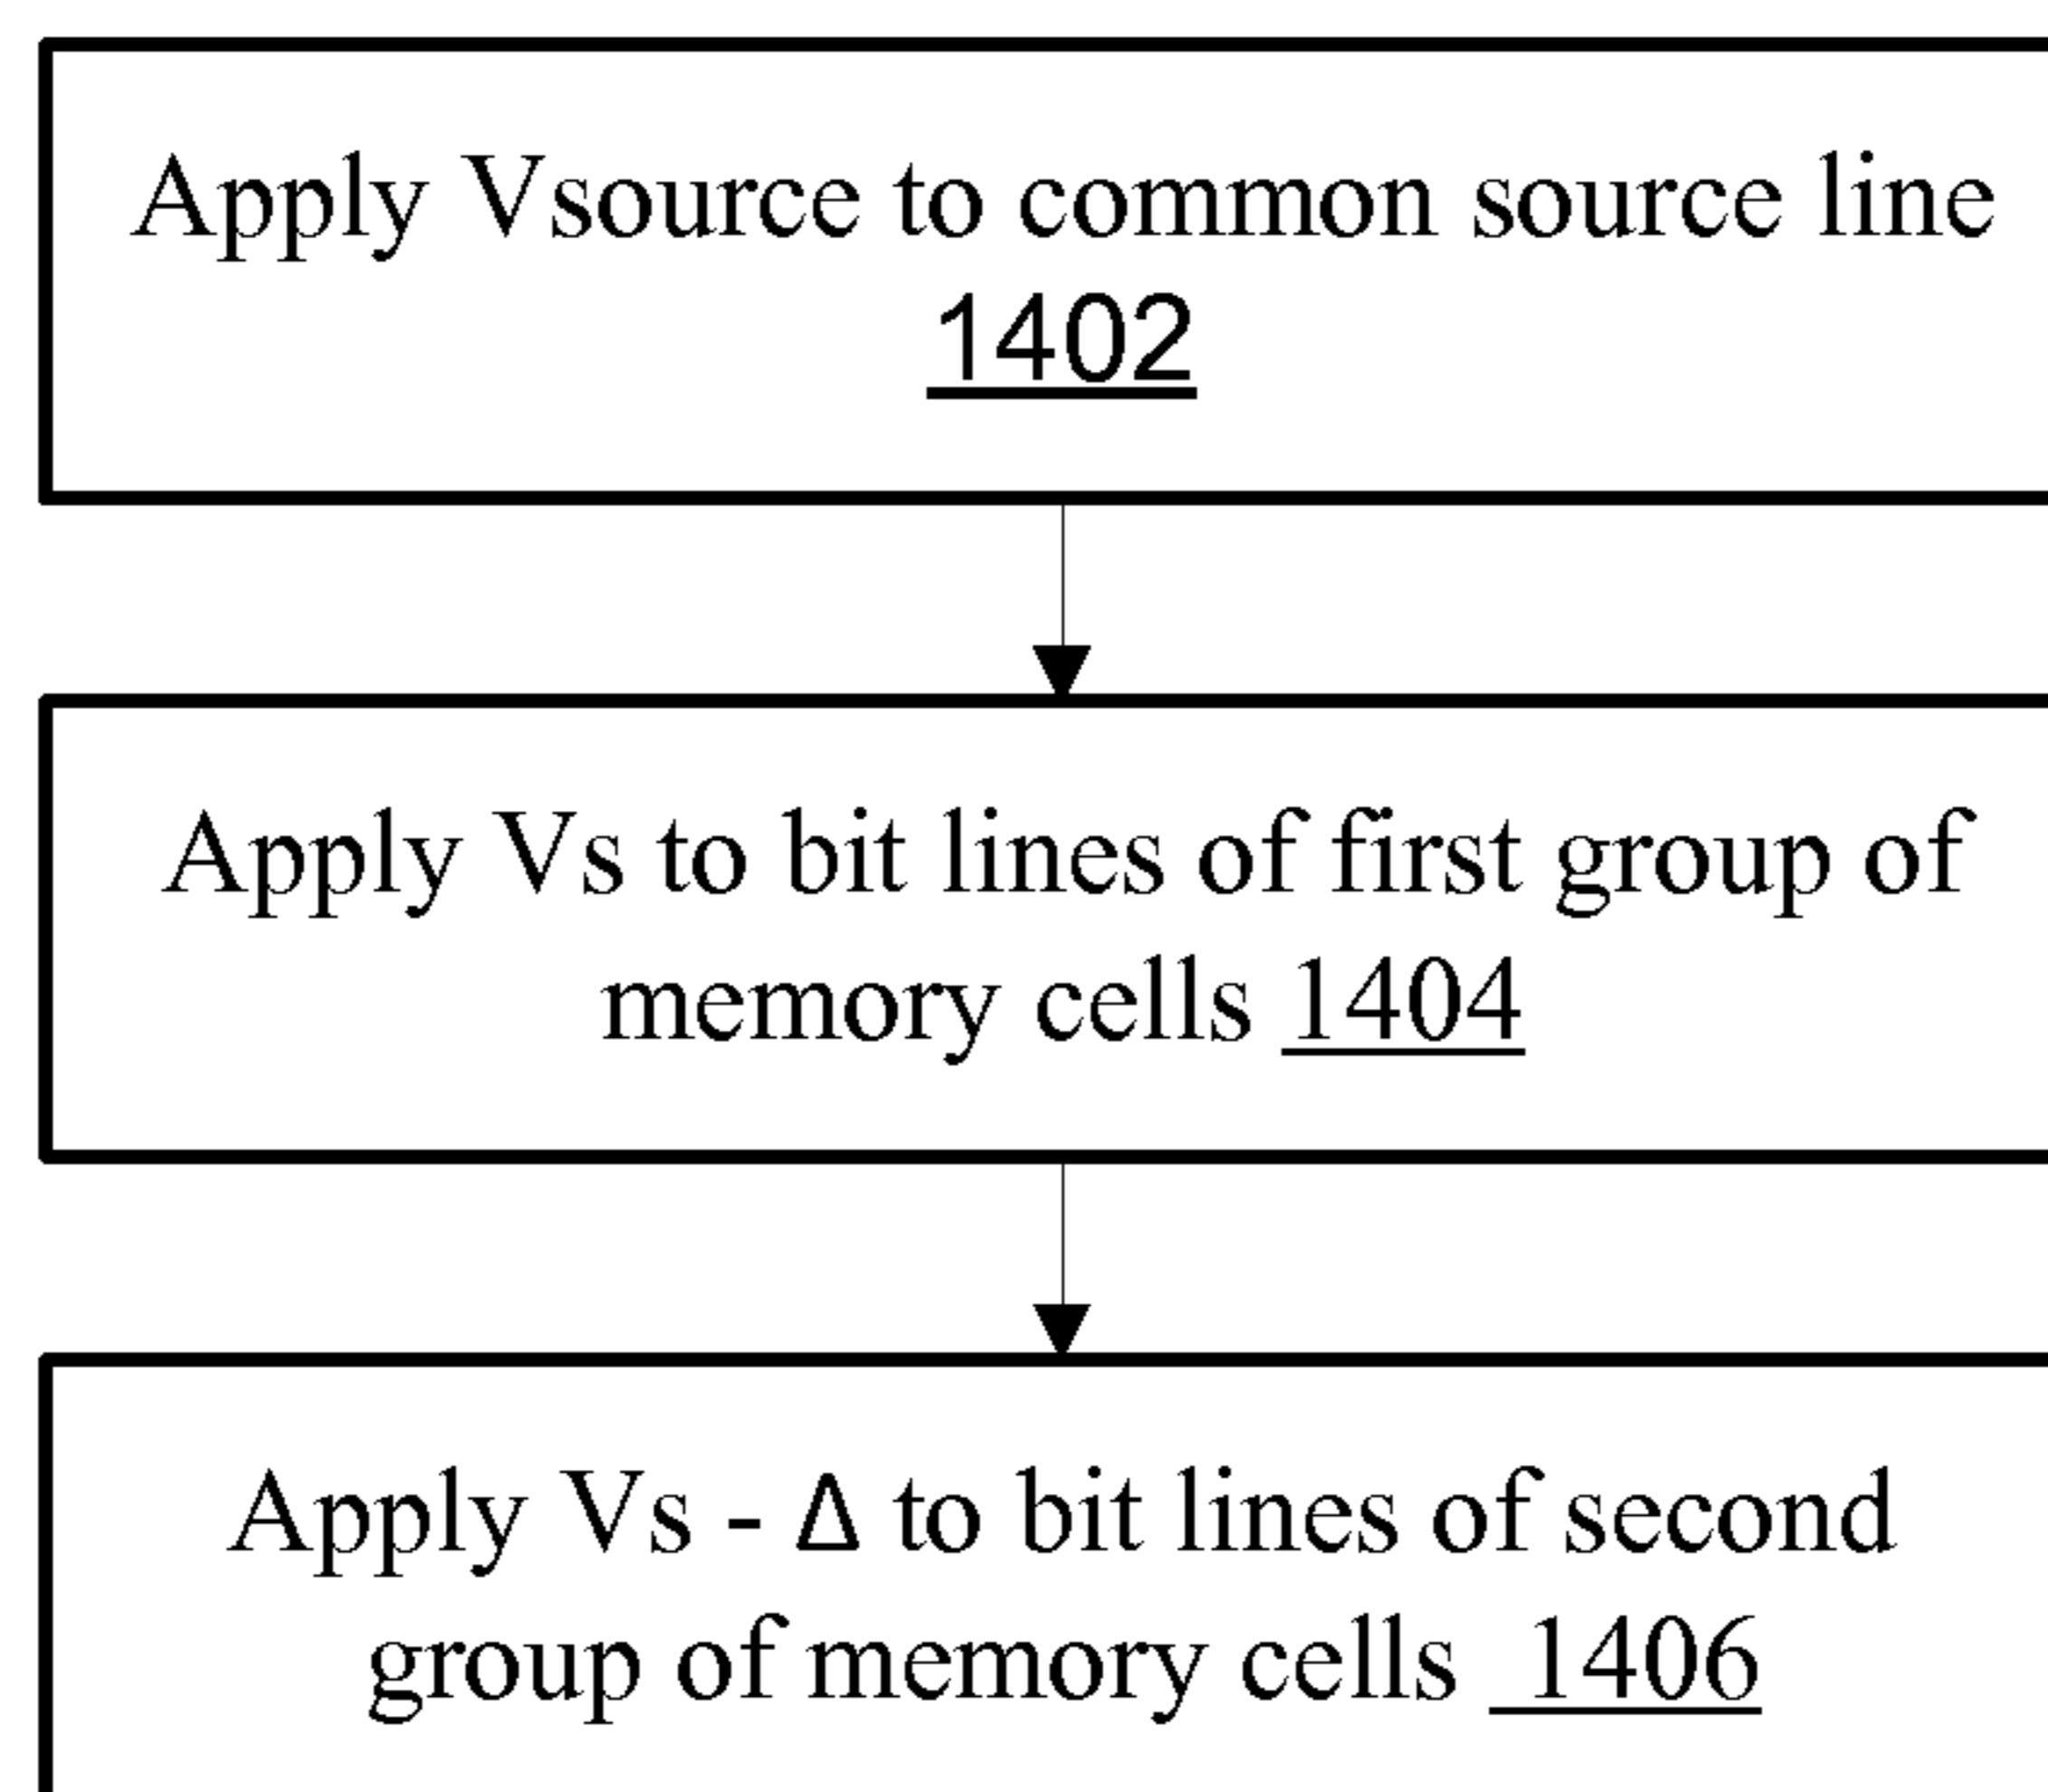 Apply Vsource to common source line
1402
Apply Vs to bit lines of first group of
memory cells 1404
Apply Vs - Δ to bit lines of second
group of memory cells 1406